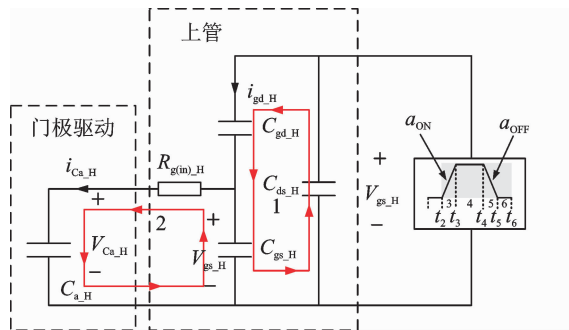 上管
门极驱动
i_gd_H
C_gd_H
a_ON
a_OFF
i_Ca_H
R_g(in)_H
C_ds_H
1
+
V_gs_H
−
3
4
5
6
t_2
t_3
t_4
t_5
t_6
+
2
+
V_Ca_H
V_gs_H
C_gs_H
−
−
C_a_H